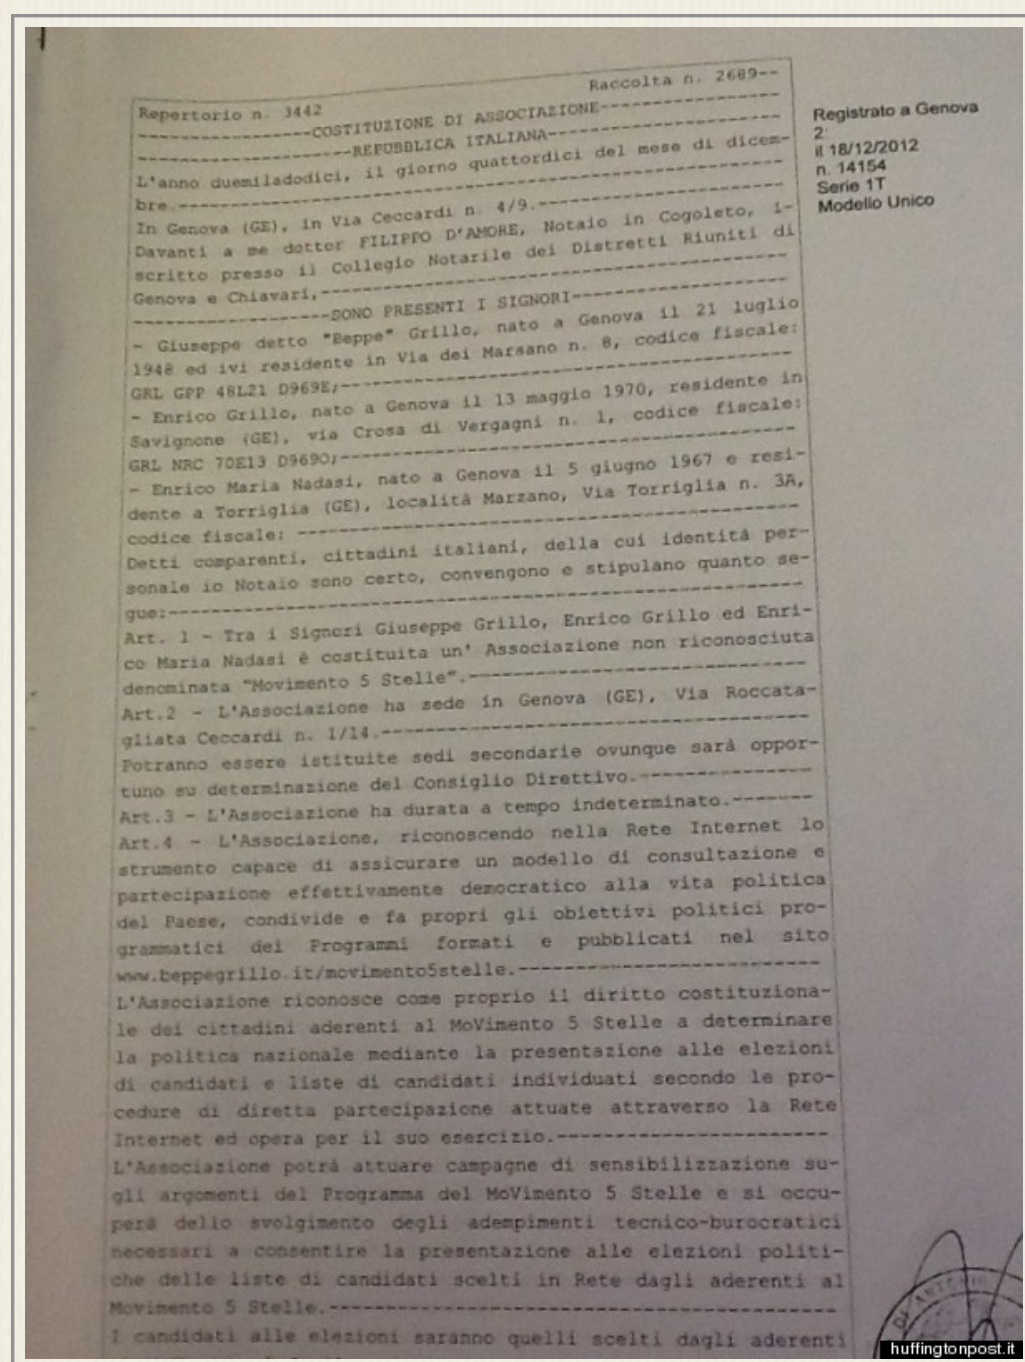 Repertorio n. 3442 Raccolta n. 2689--
-----------------COSTITUZIONE DI ASSOCIAZIONE-----------------
---------------------REPUBBLICA ITALIANA----------------------
L'anno duemiladodici, il giorno quattordici del mese di dicem-
bre.----------------------------------------------------------
In Genova (GE), in Via Ceccardi n. 4/9.-----------------------
Davanti a me dottor FILIPPO D'AMORE, Notaio in Cogoleto, i-
scritto presso il Collegio Notarile dei Distretti Riuniti di
Genova e Chiavari,--------------------------------------------
-------------------SONO PRESENTI I SIGNORI--------------------
- Giuseppe detto "Beppe" Grillo, nato a Genova il 21 luglio
1948 ed ivi residente in Via dei Marsano n. 8, codice fiscale:
GRL GPP 48L21 D969E;------------------------------------------
- Enrico Grillo, nato a Genova il 13 maggio 1970, residente in
Savignone (GE), via Crosa di Vergagni n. 1, codice fiscale:
GRL NRC 70E13 D969O;------------------------------------------
- Enrico Maria Nadasi, nato a Genova il 5 giugno 1967 e resi-
dente a Torriglia (GE), località Marzano, Via Torriglia n. 3A,
codice fiscale: ----------------------------------------------
Detti comparenti, cittadini italiani, della cui identità per-
sonale io Notaio sono certo, convengono e stipulano quanto se-
gue:----------------------------------------------------------
Art. 1 - Tra i Signori Giuseppe Grillo, Enrico Grillo ed Enri-
co Maria Nadasi è costituita un' Associazione non riconosciuta
denominata "Movimento 5 Stelle".------------------------------
Art.2 - L'Associazione ha sede in Genova (GE), Via Roccata-
gliata Ceccardi n. 1/14.--------------------------------------
Potranno essere istituite sedi secondarie ovunque sarà oppor-
tuno su determinazione del Consiglio Direttivo.---------------
Art.3 - L'Associazione ha durata a tempo indeterminato.-------
Art.4 - L'Associazione, riconoscendo nella Rete Internet lo
strumento capace di assicurare un modello di consultazione e
partecipazione effettivamente democratico alla vita politica
del Paese, condivide e fa propri gli obiettivi politici pro-
grammatici dei Programmi formati e pubblicati nel sito
www.beppegrillo.it/movimento5stelle.--------------------------
L'Associazione riconosce come proprio il diritto costituziona-
le dei cittadini aderenti al MoVimento 5 Stelle a determinare
la politica nazionale mediante la presentazione alle elezioni
di candidati e liste di candidati individuati secondo le pro-
cedure di diretta partecipazione attuate attraverso la Rete
Internet ed opera per il suo esercizio.-----------------------
L'Associazione potrà attuare campagne di sensibilizzazione su-
gli argomenti del Programma del MoVimento 5 Stelle e si occu-
perà dello svolgimento degli adempimenti tecnico-burocratici
necessari a consentire la presentazione alle elezioni politi-
che delle liste di candidati scelti in Rete dagli aderenti al
Movimento 5 Stelle.-------------------------------------------
I candidati alle elezioni saranno quelli scelti dagli aderenti
Registrato a Genova
2
il 18/12/2012
n. 14154
Serie 1T
Modello Unico
huffingtonpost.it